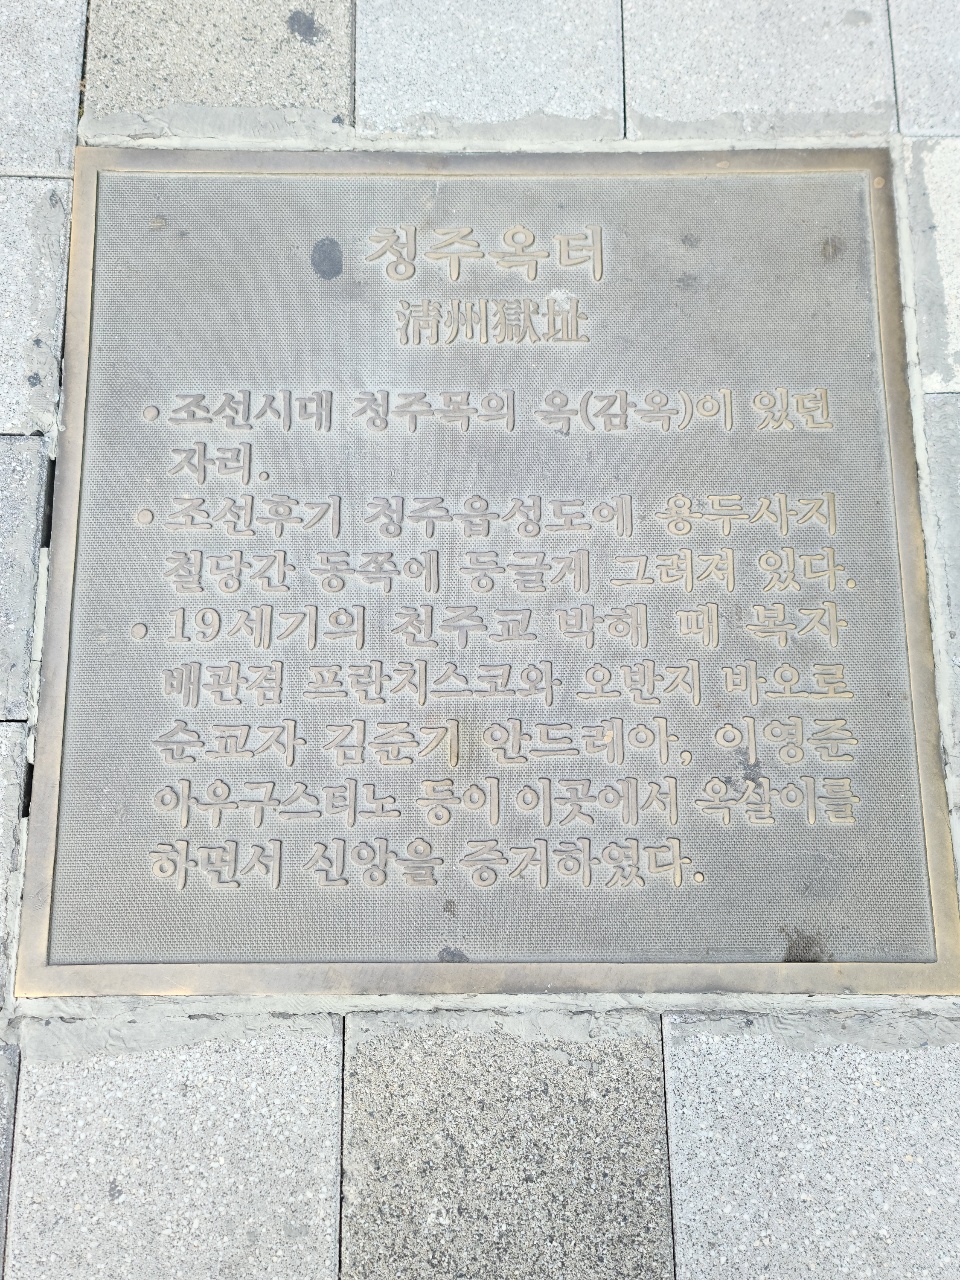 청주옥터
淸州獄址
• 조선시대 청주목의 옥(감옥)이 있던
자리.
• 조선후기 청주읍성도에 용두사지
철당간 동쪽에 둥글게 그려져 있다.
• 19세기의 천주교 박해 때 복자
배관겸 프란치스코와 오반지 바오로
순교자 김준기 안드레아, 이영준
아우구스티노 등이 이곳에서 옥살이를
하면서 신앙을 증거하였다.